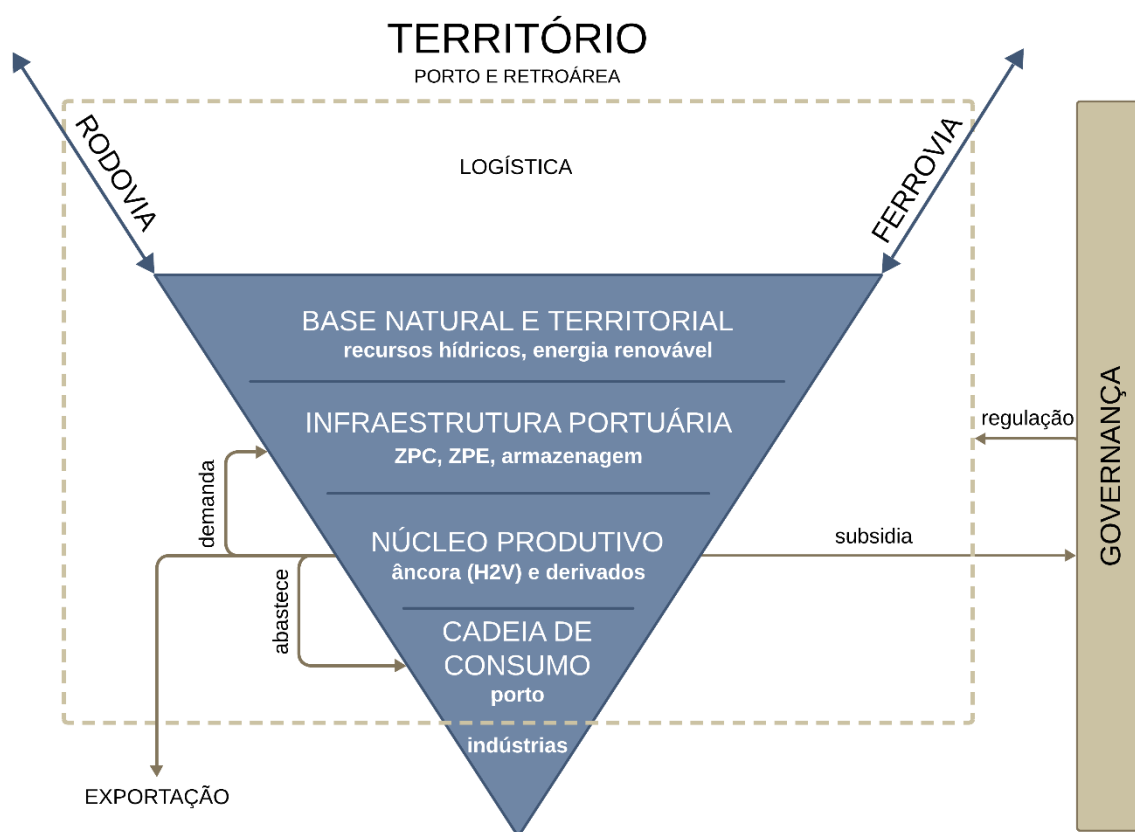 TERRITÓRIO
PORTO E RETROÁREA
RODOVIA
LOGÍSTICA
FERROVIA
BASE NATURAL E TERRITORIAL
recursos hídricos, energia renovável
INFRAESTRUTURA PORTUÁRIA
ZPC, ZPE, armazenagem
regulação
GOVERNANÇA
demanda
NÚCLEO PRODUTIVO
âncora (H2V) e derivados
subsidia
abastece
CADEIA DE
CONSUMO
porto
indústrias
EXPORTAÇÃO